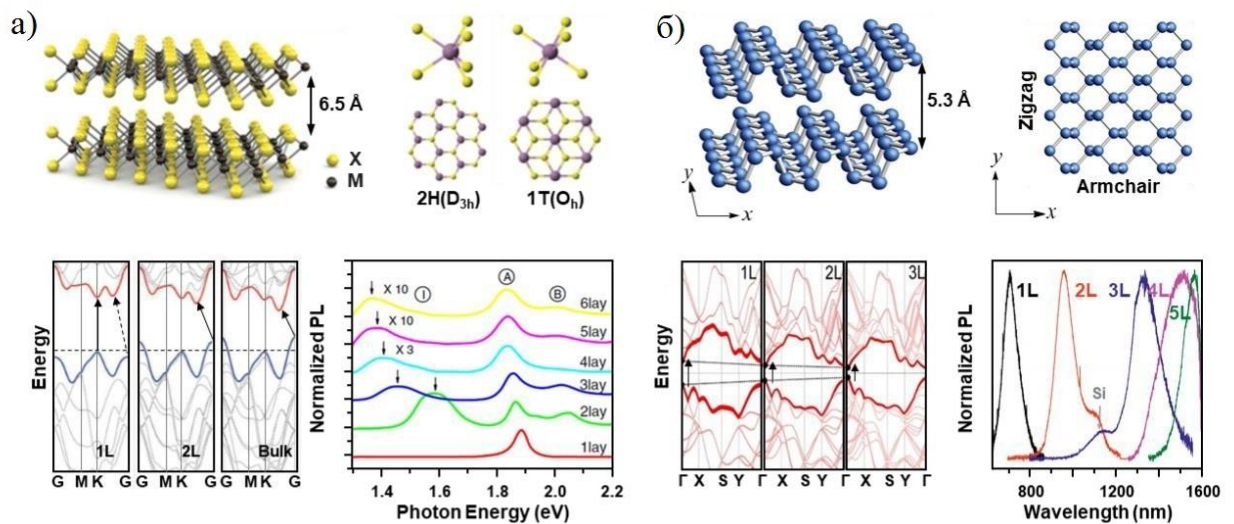 а)
6.5 Å
X
M
2H(D3h)
1T(Oh)
б)
5.3 Å
y
x
Zigzag
y
x
Armchair
Energy
1L
2L
Bulk
G M K G
G M K G
G M K G
Normalized PL
I
A
B
X 10
6lay
X 10
5lay
X 3
4lay
3lay
2lay
1lay
1.4 1.6 1.8 2.0 2.2
Photon Energy (eV)
Energy
1L
2L
3L
Γ X S Y Γ X S Y Γ X S Y Γ
Normalized PL
1L
2L
3L
4L
5L
Si
800 1200 1600
Wavelength (nm)